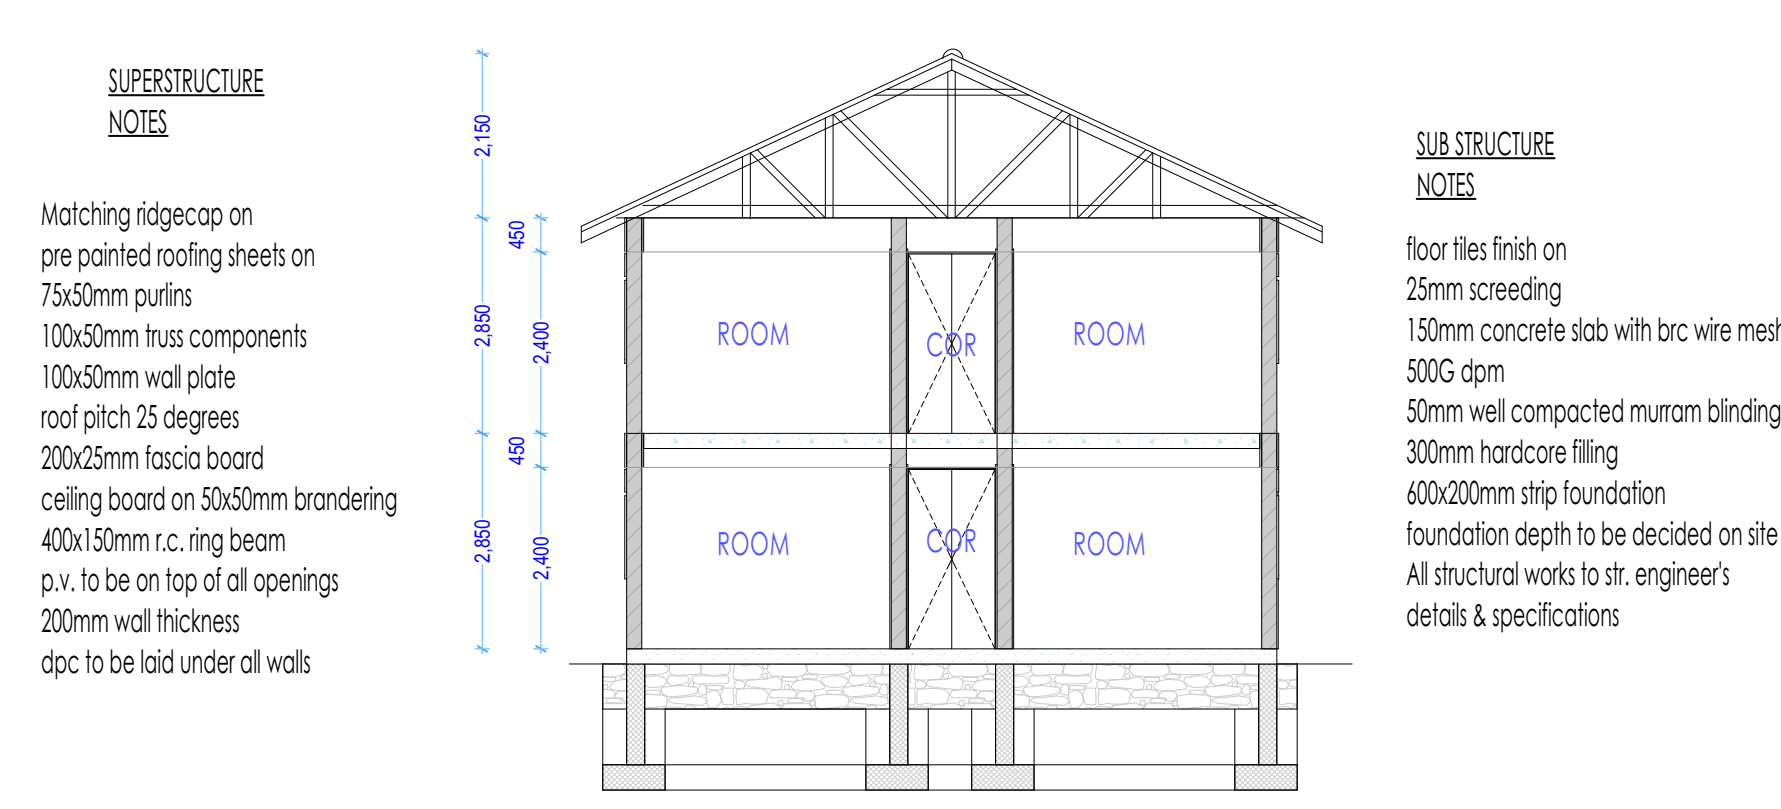 SUPERSTRUCTURE
NOTES
Matching ridgecap on
pre painted roofing sheets on
75x50mm purlins
100x50mm truss components
100x50mm wall plate
roof pitch 25 degrees
200x25mm fascia board
ceiling board on 50x50mm brandering
400x150mm r.c. ring beam
p.v. to be on top of all openings
200mm wall thickness
dpc to be laid under all walls
2,150
450
2,850
2,400
450
2,850
2,400
ROOM
COR
ROOM
ROOM
COR
ROOM
SUB STRUCTURE
NOTES
floor tiles finish on
25mm screeding
150mm concrete slab with brc wire mesh
500G dpm
50mm well compacted murram blinding
300mm hardcore filling
600x200mm strip foundation
foundation depth to be decided on site
All structural works to str. engineer's
details & specifications